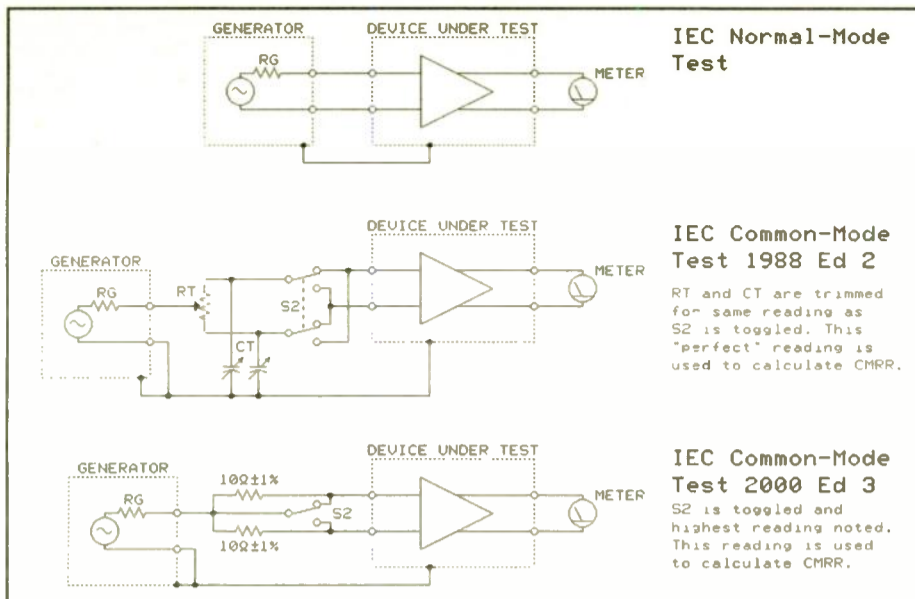 GENERATOR
DEVICE UNDER TEST
RG
METER
IEC Normal-Mode
Test
GENERATOR
DEVICE UNDER TEST
RG
RT
S2
CT
METER
IEC Common-Mode
Test 1988 Ed 2
RT and CT are trimmed
for same reading as
S2 is toggled. This
"perfect" reading is
used to calculate CMRR.
GENERATOR
DEVICE UNDER TEST
RG
10Ω±1%
S2
10Ω±1%
METER
IEC Common-Mode
Test 2000 Ed 3
S2 is toggled and
highest reading noted.
This reading is used
to calculate CMRR.